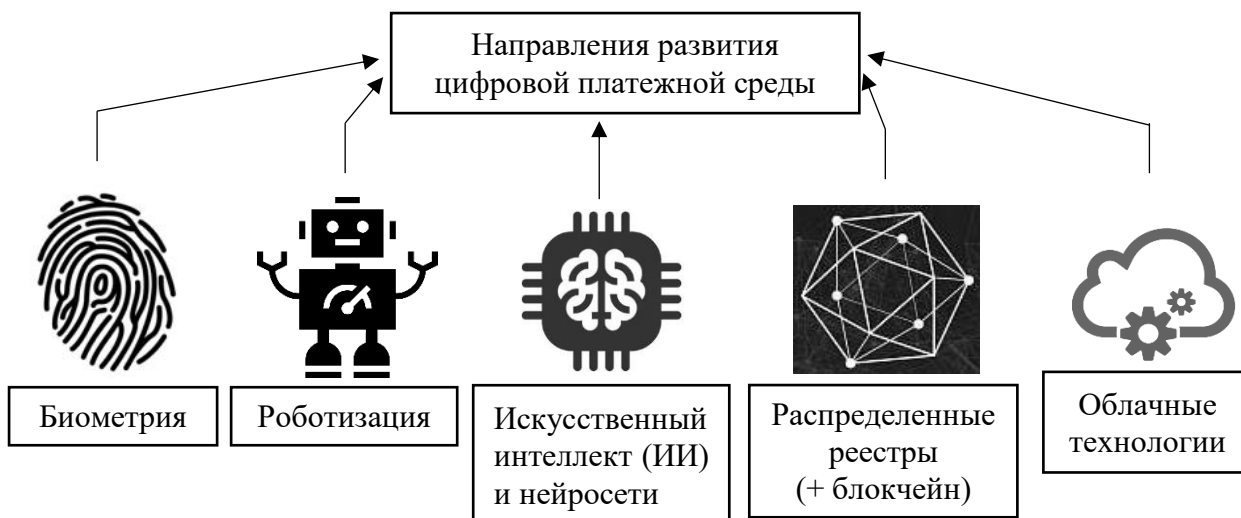 Направления развития
цифровой платежной среды
Биометрия
Роботизация
Искусственный
интеллект (ИИ)
и нейросети
Распределенные
реестры
(+ блокчейн)
Облачные
технологии